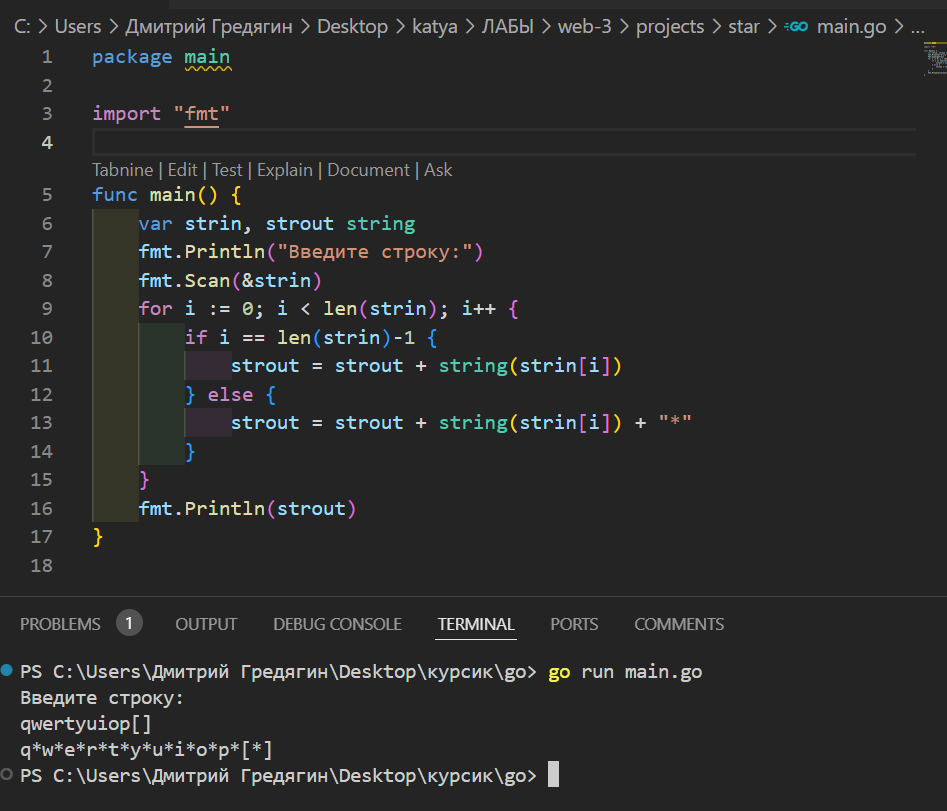 C: > Users > Дмитрий Гредягин > Desktop > katya > ЛАБЫ > web-3 > projects > star > GO main.go > ...
1 package main
2
3 import "fmt"
4
Tabnine | Edit | Test | Explain | Document | Ask
5 func main() {
6 var strin, strout string
7 fmt.Println("Введите строку:")
8 fmt.Scan(&strin)
9 for i := 0; i < len(strin); i++ {
10 if i == len(strin)-1 {
11 strout = strout + string(strin[i])
12 } else {
13 strout = strout + string(strin[i]) + "*"
14 }
15 }
16 fmt.Println(strout)
17 }
18
PROBLEMS 1 OUTPUT DEBUG CONSOLE TERMINAL PORTS COMMENTS
PS C:\Users\Дмитрий Гредягин\Desktop\курсик\go> go run main.go
Введите строку:
qwertyuiop[]
q*w*e*r*t*y*u*i*o*p*[*]
PS C:\Users\Дмитрий Гредягин\Desktop\курсик\go>